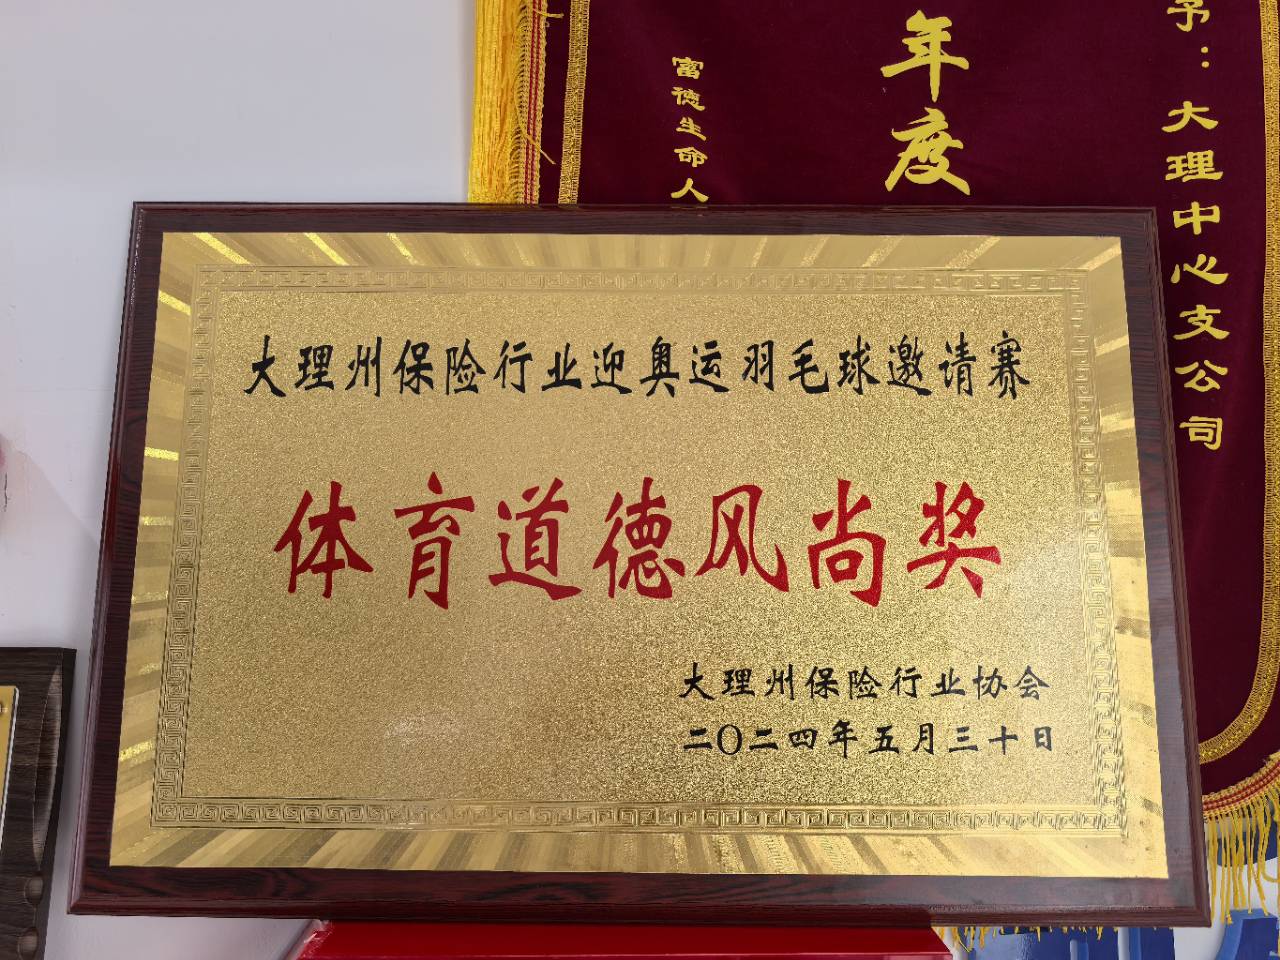 予：大理中心支公司
年度
富德生命人
大理州保险行业迎奥运羽毛球邀请赛
体育道德风尚奖
大理州保险行业协会
二〇二四年五月三十日